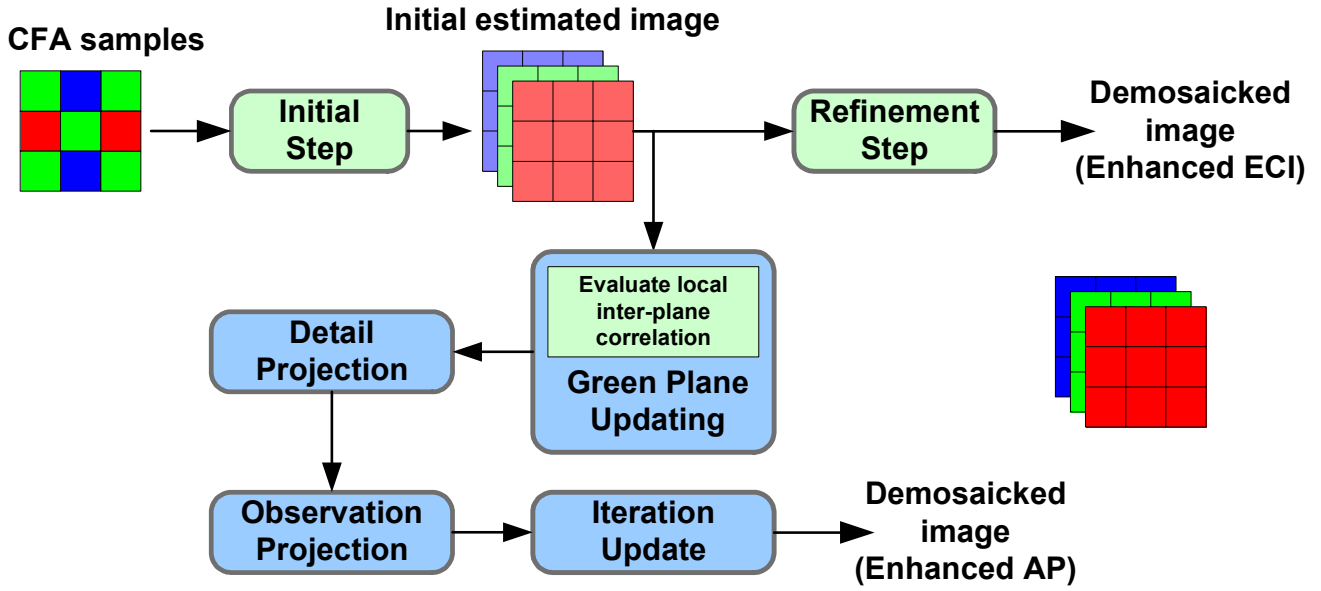 CFA samples
Initial estimated image
Initial
Step
Refinement
Step
Demosaicked
image
(Enhanced ECI)
Evaluate local
inter-plane
correlation
Green Plane
Updating
Detail
Projection
Observation
Projection
Iteration
Update
Demosaicked
image
(Enhanced AP)